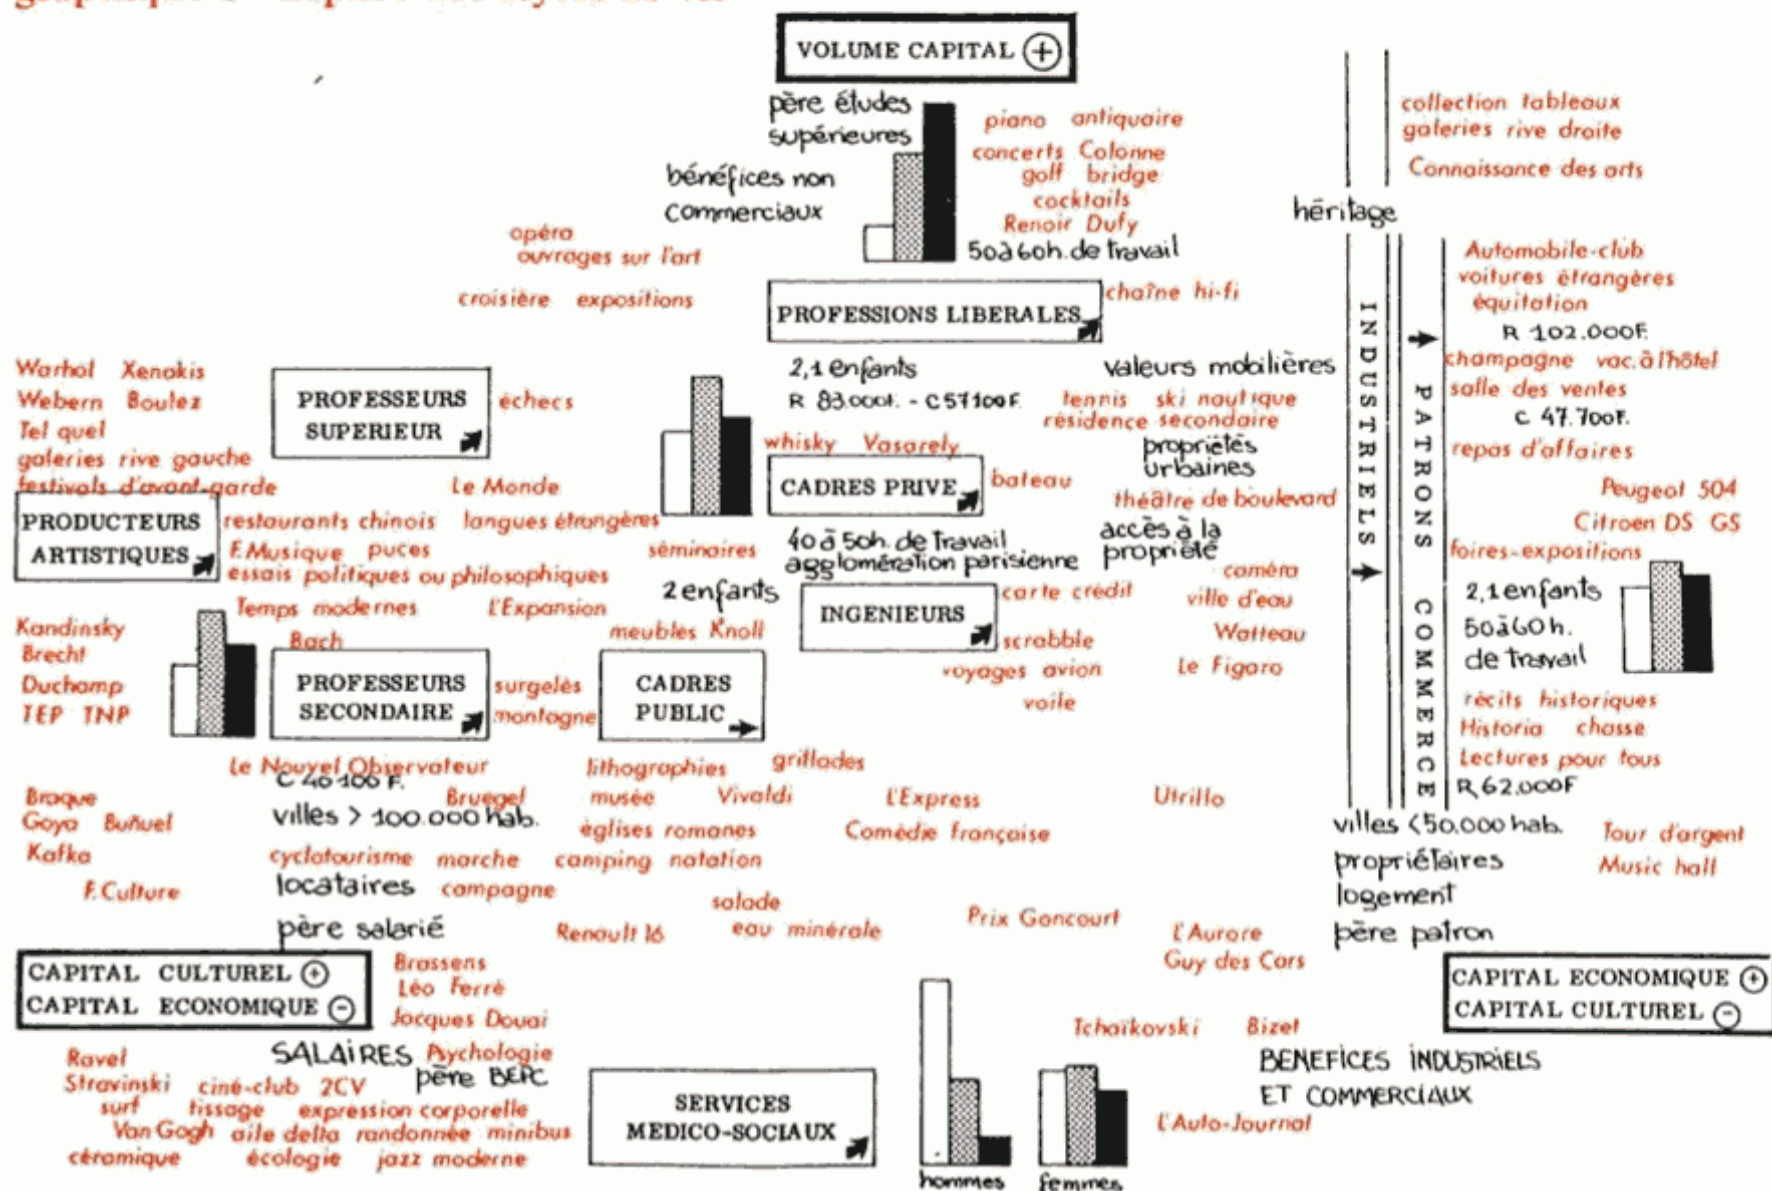 VOLUME CAPITAL +
père études
supérieures
piano antiquaire
concerts Colonne
golf bridge
cocktails
Renoir Dufy
50 à 60h. de travail
bénéfices non
commerciaux
opéra
ouvrages sur l'art
croisière expositions
PROFESSIONS LIBERALES
chaîne hi-fi
héritage
collection tableaux
galeries rive droite
Connaissance des arts
Automobile-club
voitures étrangères
équitation
R 102.000F.
champagne vac. à l'hôtel
salle des ventes
C 47.700F.
repas d'affaires
Peugeot 504
Citroën DS GS
foires-expositions
INDUSTRIELS
PATRONS COMMERCE
2,1 enfants
50 à 60 h.
de travail
récits historiques
Historia chasse
Lectures pour tous
R 62.000F
Warhol Xenakis
Webern Boulez
Tel quel
galeries rive gauche
festivals d'avant-garde
PROFESSEURS
SUPERIEUR
échecs
2,1 enfants
R 83.000F. - C 57100F.
valeurs mobilières
tennis ski nautique
résidence secondaire
whisky Vasarely
propriétés
urbaines
CADRES PRIVE
bateau
théâtre de boulevard
Le Monde
PRODUCTEURS
ARTISTIQUES
restaurants chinois langues étrangères
F. Musique puces
séminaires
essais politiques ou philosophiques
40 à 50h. de travail
agglomération parisienne
accès à la
propriété
caméra
Temps modernes L'Expansion
2 enfants
INGENIEURS
carte crédit
ville d'eau
Kandinsky
Brecht
Duchamp
TEP TNP
Bach
meubles Knoll
scrabble
Watteau
voyages avion
Le Figaro
voile
PROFESSEURS
SECONDAIRE
surgelés
montagne
CADRES
PUBLIC
Le Nouvel Observateur
lithographies
grillades
C 40 100 F.
Braque
Goya Buñuel
Kafka
F. Culture
Bruegel
musée
Vivaldi
L'Express
Utrillo
villes > 100.000 hab.
églises romanes
Comédie française
villes < 50.000 hab.
Tour d'argent
Music hall
cyclotourisme marche camping natation
propriétaires
logement
locataires
campagne
salade
eau minérale
père salarié
Renault 16
Prix Goncourt
L'Aurore
Guy des Cars
père patron
CAPITAL CULTUREL +
CAPITAL ECONOMIQUE -
Brassens
Léo Ferré
Jacques Douai
CAPITAL ECONOMIQUE +
CAPITAL CULTUREL -
Tchaïkovski Bizet
Ravel
SALAIRES
Psychologie
père BEPC
BENEFICES INDUSTRIELS
ET COMMERCIAUX
Stravinski ciné-club 2CV
surf tissage expression corporelle
Van Gogh aile delta randonnée minibus
céramique écologie jazz moderne
SERVICES
MEDICO-SOCIAUX
L'Auto-Journal
hommes
femmes